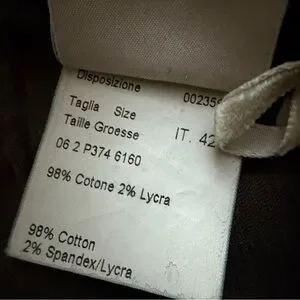 Disposizione 00235
Taglia Size
Taille Groesse IT. 42
06 2 P374 6160
98% Cotone 2% Lycra
98% Cotton
2% Spandex/Lycra